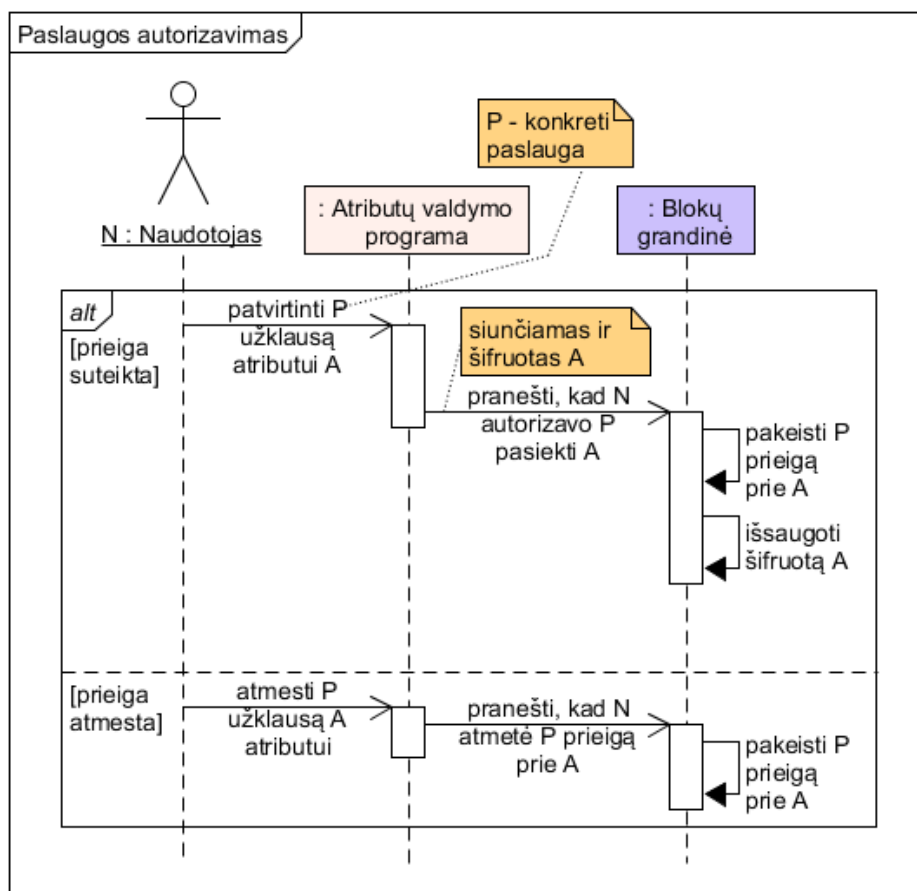 Paslaugos autorizavimas
P - konkreti
paslauga
N : Naudotojas
: Atributų valdymo
programa
: Blokų
grandinė
alt
[prieiga
suteikta]
patvirtinti P
užklausą
atributui A
siunčiamas ir
šifruotas A
pranešti, kad N
autorizavo P
pasiekti A
pakeisti P
prieigą
prie A
išsaugoti
šifruotą A
[prieiga
atmesta]
atmesti P
užklausą A
atributui
pranešti, kad N
atmetė P prieigą
prie A
pakeisti P
prieigą
prie A